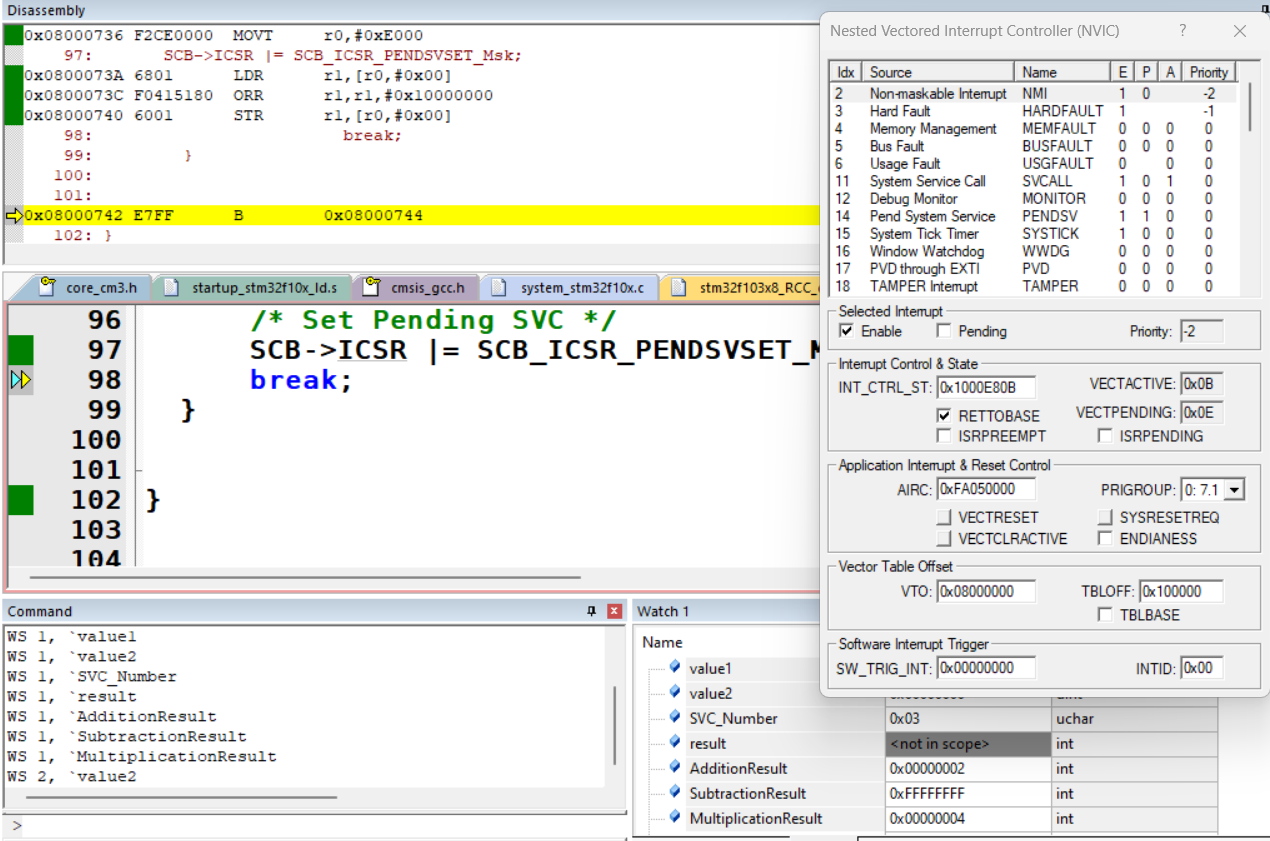 Disassembly
0x08000736 F2CE0000 MOVT r0,#0xE000
97: SCB->ICSR |= SCB_ICSR_PENDSVSET_Msk;
0x0800073A 6801 LDR r1,[r0,#0x00]
0x0800073C F0415180 ORR r1,r1,#0x10000000
0x08000740 6001 STR r1,[r0,#0x00]
98: break;
99: }
100:
101:
0x08000742 E7FF B 0x08000744
102: }
core_cm3.h startup_stm32f10x_ld.s cmsis_gcc.h system_stm32f10x.c stm32f103x8_RCC_
96 /* Set Pending SVC */
97 SCB->ICSR |= SCB_ICSR_PENDSVSET_M
98 break;
99 }
100
101
102 }
103
104
Command
WS 1, `value1
WS 1, `value2
WS 1, `SVC_Number
WS 1, `result
WS 1, `AdditionResult
WS 1, `SubtractionResult
WS 1, `MultiplicationResult
WS 2, `value2
>
Watch 1
Name
value1
value2
SVC_Number 0x03 uchar
result <not in scope> int
AdditionResult 0x00000002 int
SubtractionResult 0xFFFFFFFF int
MultiplicationResult 0x00000004 int
Nested Vectored Interrupt Controller (NVIC) ?
Idx Source Name E P A Priority
2 Non-maskable Interrupt NMI 1 0 -2
3 Hard Fault HARDFAULT 1 -1
4 Memory Management MEMFAULT 0 0 0 0
5 Bus Fault BUSFAULT 0 0 0 0
6 Usage Fault USGFAULT 0 0 0
11 System Service Call SVCALL 1 0 1 0
12 Debug Monitor MONITOR 0 0 0 0
14 Pend System Service PENDSV 1 1 0 0
15 System Tick Timer SYSTICK 1 0 0 0
16 Window Watchdog WWDG 0 0 0 0
17 PVD through EXTI PVD 0 0 0 0
18 TAMPER Interrupt TAMPER 0 0 0 0
Selected Interrupt
Enable Pending Priority: -2
Interrupt Control & State
INT_CTRL_ST: 0x1000E80B VECTACTIVE: 0x0B
RETTOBASE VECTPENDING: 0x0E
ISRPREEMPT ISRPENDING
Application Interrupt & Reset Control
AIRC: 0xFA050000 PRIGROUP: 0: 7.1
VECTRESET SYSRESETREQ
VECTCLRACTIVE ENDIANESS
Vector Table Offset
VTO: 0x08000000 TBLOFF: 0x100000
TBLBASE
Software Interrupt Trigger
SW_TRIG_INT: 0x00000000 INTID: 0x00